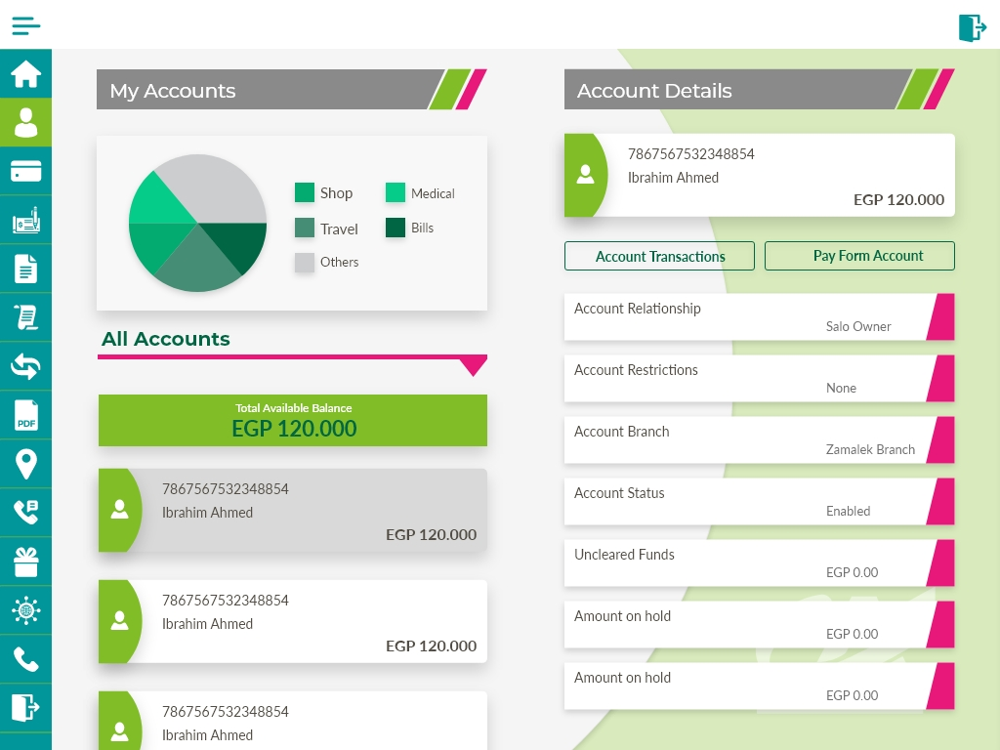 My Accounts
Shop
Medical
Travel
Bills
Others
All Accounts
Total Available Balance
EGP 120.000
7867567532348854
Ibrahim Ahmed
EGP 120.000
7867567532348854
Ibrahim Ahmed
EGP 120.000
7867567532348854
Ibrahim Ahmed
Account Details
7867567532348854
Ibrahim Ahmed
EGP 120.000
Account Transactions
Pay Form Account
Account Relationship
Salo Owner
Account Restrictions
None
Account Branch
Zamalek Branch
Account Status
Enabled
Uncleared Funds
EGP 0.00
Amount on hold
EGP 0.00
Amount on hold
EGP 0.00
PDF
$